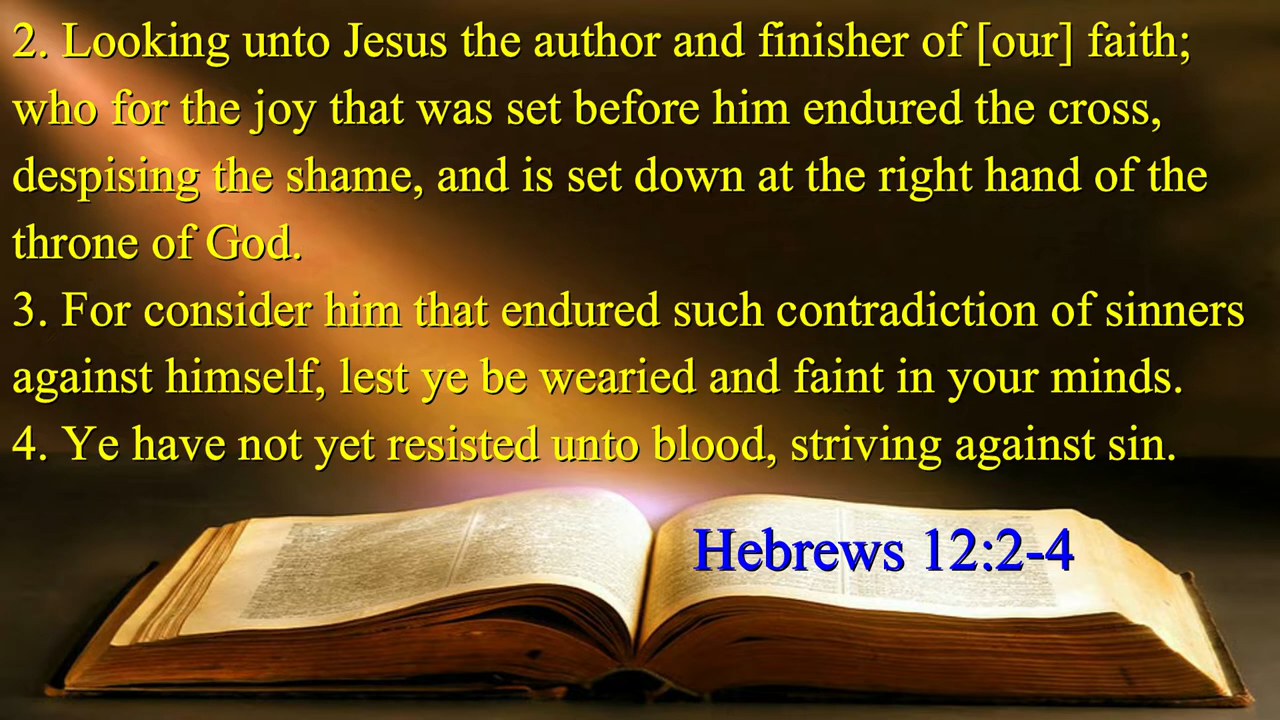 2. Looking unto Jesus the author and finisher of [our] faith;
who for the joy that was set before him endured the cross,
despising the shame, and is set down at the right hand of the
throne of God.
3. For consider him that endured such contradiction of sinners
against himself, lest ye be wearied and faint in your minds.
4. Ye have not yet resisted unto blood, striving against sin.
Hebrews 12:2-4